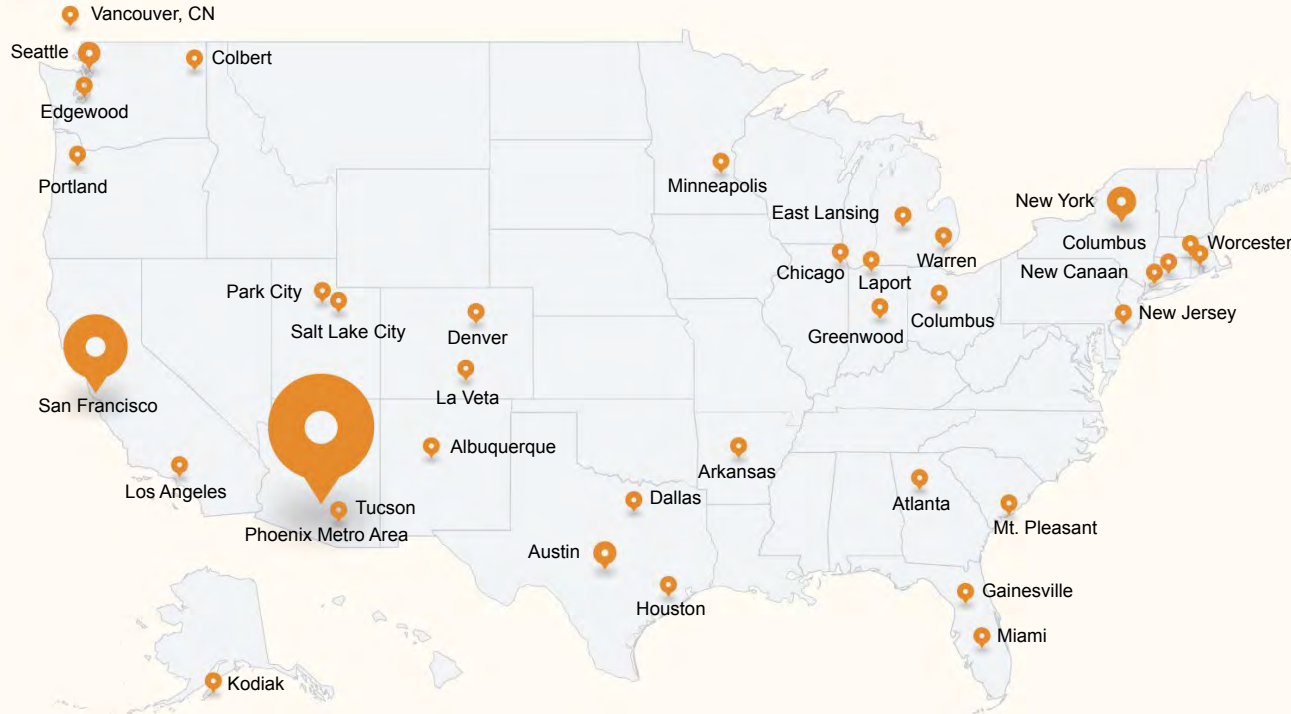 Vancouver, CN
Seattle
Colbert
Edgewood
Portland
Minneapolis
East Lansing
New York
Warren
Columbus
Worcester
Chicago
Laport
New Canaan
Park City
Salt Lake City
Denver
Greenwood
Columbus
New Jersey
San Francisco
La Veta
Albuquerque
Arkansas
Los Angeles
Tucson
Phoenix Metro Area
Dallas
Atlanta
Mt. Pleasant
Austin
Houston
Gainesville
Miami
Kodiak